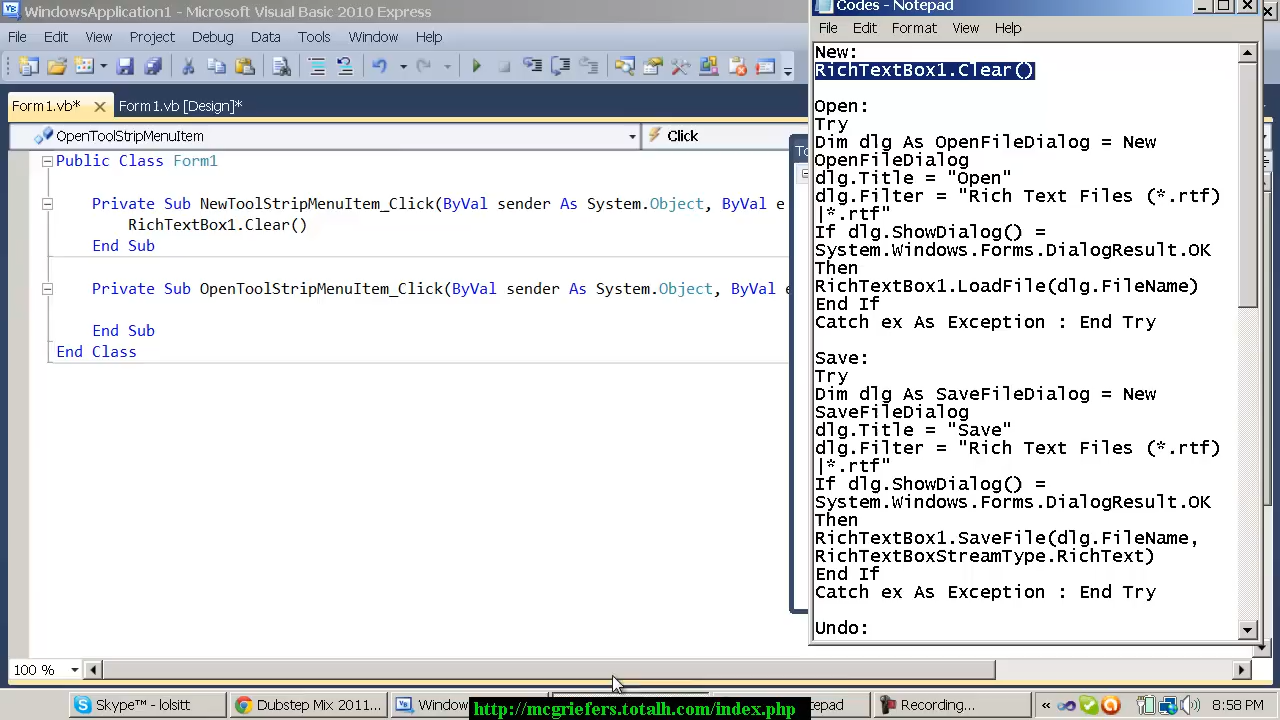 WindowsApplication1 - Microsoft Visual Basic 2010 Express
File Edit View Project Debug Data Tools Window Help
Form1.vb* Form1.vb [Design]*
OpenToolStripMenuItem Click
Public Class Form1
Private Sub NewToolStripMenuItem_Click(ByVal sender As System.Object, ByVal e
RichTextBox1.Clear()
End Sub
Private Sub OpenToolStripMenuItem_Click(ByVal sender As System.Object, ByVal e
End Sub
End Class
100 %
To
Codes - Notepad
File Edit Format View Help
New:
RichTextBox1.Clear()
Open:
Try
Dim dlg As OpenFileDialog = New
OpenFileDialog
dlg.Title = "Open"
dlg.Filter = "Rich Text Files (*.rtf)
|*.rtf"
If dlg.ShowDialog() =
System.Windows.Forms.DialogResult.OK
Then
RichTextBox1.LoadFile(dlg.FileName)
End If
Catch ex As Exception : End Try
Save:
Try
Dim dlg As SaveFileDialog = New
SaveFileDialog
dlg.Title = "Save"
dlg.Filter = "Rich Text Files (*.rtf)
|*.rtf"
If dlg.ShowDialog() =
System.Windows.Forms.DialogResult.OK
Then
RichTextBox1.SaveFile(dlg.FileName,
RichTextBoxStreamType.RichText)
End If
Catch ex As Exception : End Try
Undo:
Skype™ - lolsitt Dubstep Mix 2011... Window tepad Recording... 8:58 PM
http://mcgriefers.totalh.com/index.php